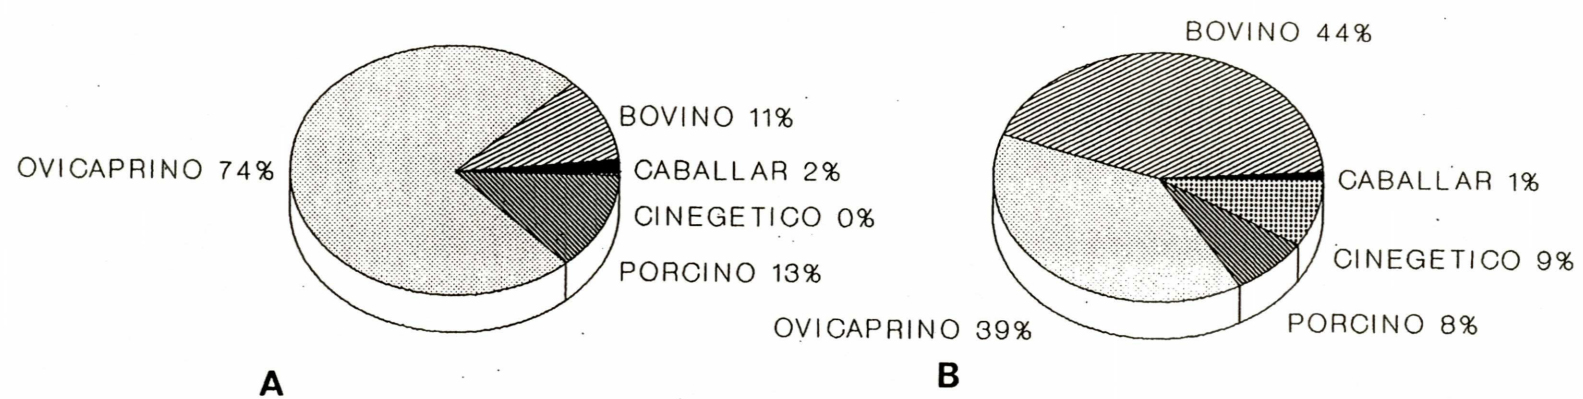 BOVINO 11%
OVICAPRINO 74%
CABALLAR 2%
CINEGETICO 0%
PORCINO 13%
A
BOVINO 44%
CABALLAR 1%
CINEGETICO 9%
PORCINO 8%
OVICAPRINO 39%
B